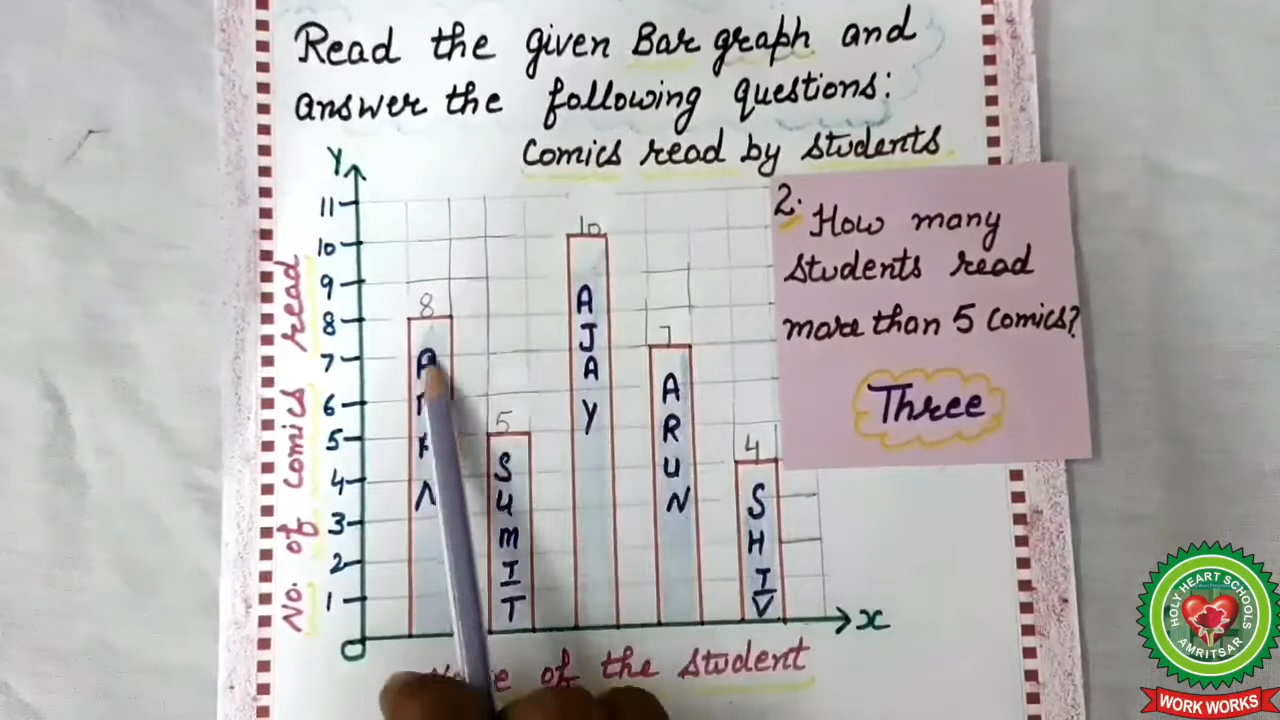 Read the given Bar graph and
answer the following questions:
Comics read by students
Y
11
10
9
8
7
6
5
4
3
2
1
0
No. of comics read
8
5
SUMIT
10
AJAY
7
ARUN
4
SHIV
x
of the Student
2. How many
students read
more than 5 comics?
Three
HOLY HEART SCHOOLS
AMRITSAR
WORK WORKS